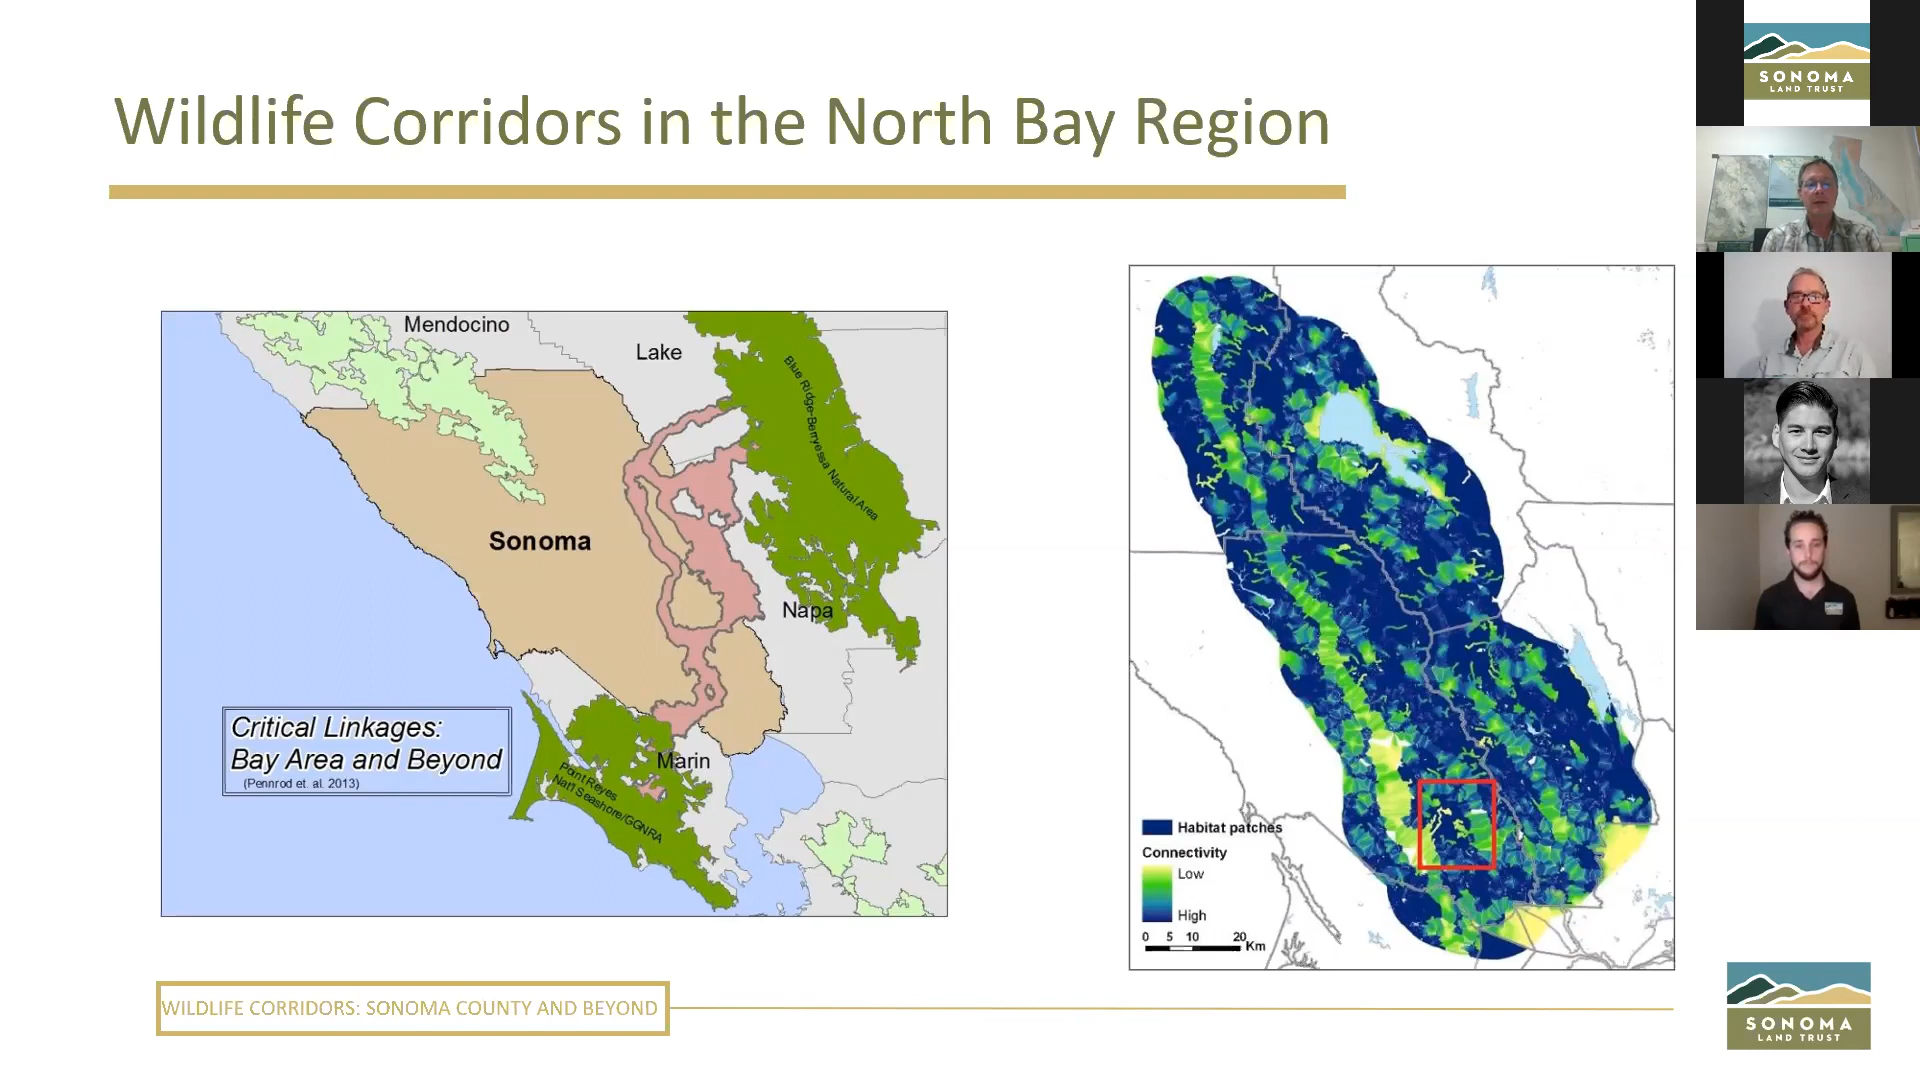 Wildlife Corridors in the North Bay Region
Mendocino
Lake
Blue Ridge-Berryessa Natural Area
Sonoma
Napa
Critical Linkages:
Bay Area and Beyond
(Pennrod et. al. 2013)
Marin
Point Reyes
Nat'l Seashore/GGNRA
Habitat patches
Connectivity
Low
High
0 5 10 20
Km
WILDLIFE CORRIDORS: SONOMA COUNTY AND BEYOND
SONOMA
LAND TRUST
SONOMA
LAND TRUST